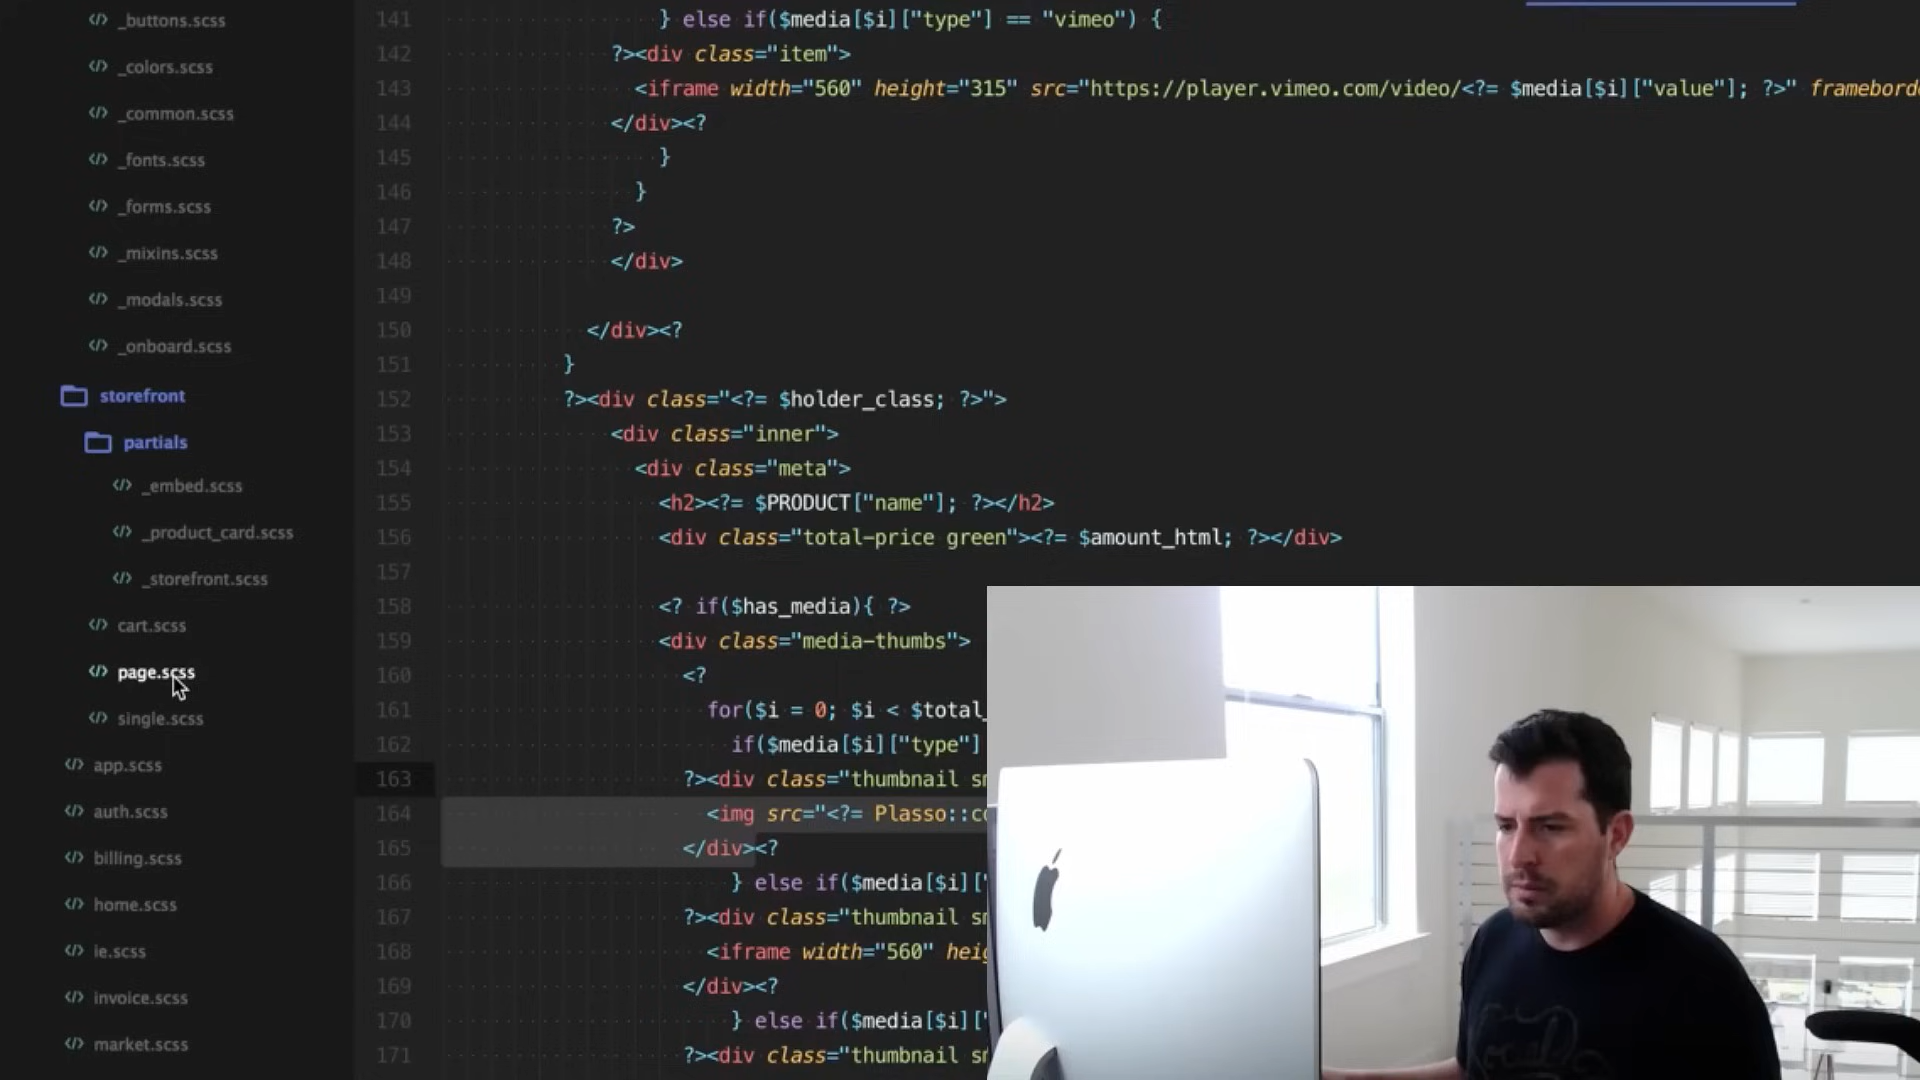 _buttons.scss
_colors.scss
_common.scss
_fonts.scss
_forms.scss
_mixins.scss
_modals.scss
_onboard.scss
storefront
partials
_embed.scss
_product_card.scss
_storefront.scss
cart.scss
page.scss
single.scss
app.scss
auth.scss
billing.scss
home.scss
ie.scss
invoice.scss
market.scss
141 } else if($media[$i]["type"] == "vimeo") {
142 ?><div class="item">
143 <iframe width="560" height="315" src="https://player.vimeo.com/video/<?= $media[$i]["value"]; ?>" frameborde
144 </div><?
145 }
146 }
147 ?>
148 </div>
149
150 </div><?
151 }
152 ?><div class="<?= $holder_class; ?>">
153 <div class="inner">
154 <div class="meta">
155 <h2><?= $PRODUCT["name"]; ?></h2>
156 <div class="total-price green"><?= $amount_html; ?></div>
157
158 <? if($has_media){ ?>
159 <div class="media-thumbs">
160 <?
161 for($i = 0; $i < $total_
162 if($media[$i]["type"]
163 ?><div class="thumbnail sm
164 <img src="<?= Plasso::co
165 </div><?
166 } else if($media[$i]["
167 ?><div class="thumbnail sm
168 <iframe width="560" heig
169 </div><?
170 } else if($media[$i]["
171 ?><div class="thumbnail sm